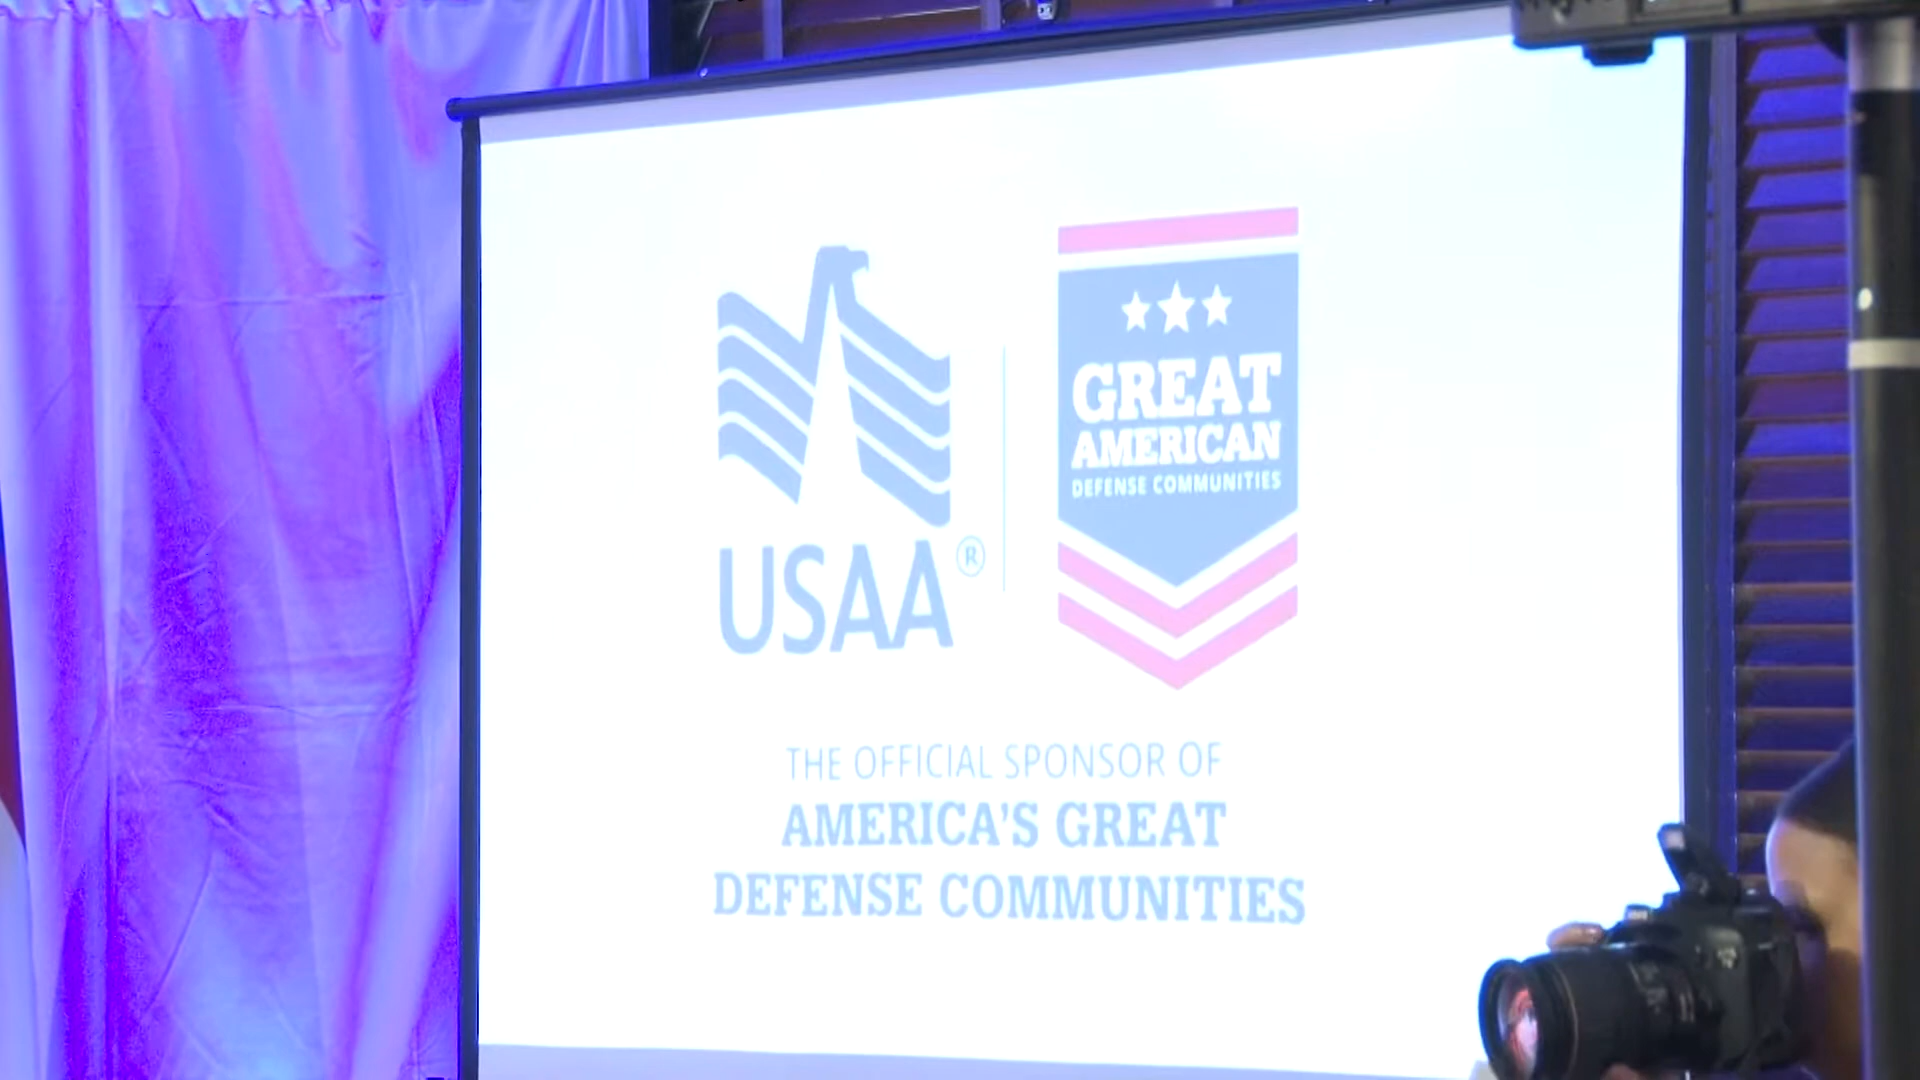 USAA®
GREAT
AMERICAN
DEFENSE COMMUNITIES
THE OFFICIAL SPONSOR OF
AMERICA'S GREAT
DEFENSE COMMUNITIES